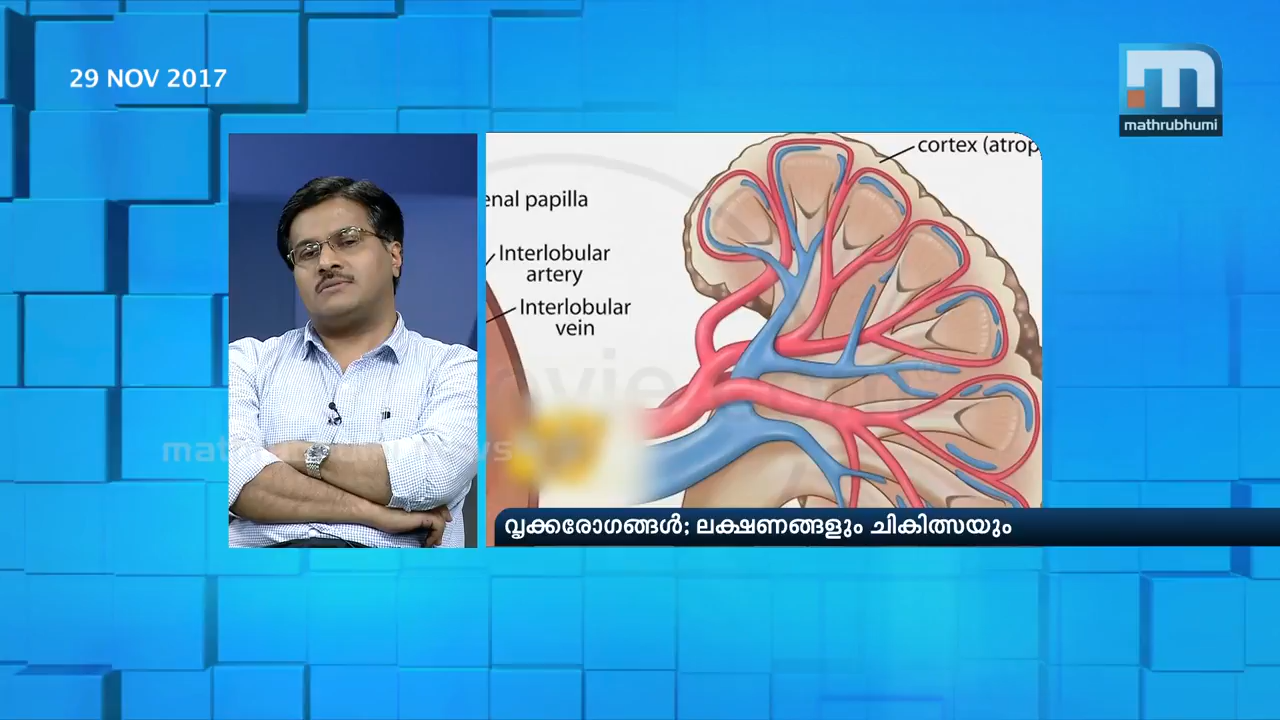 29 NOV 2017
mathrubhumi
cortex (atrop
enal papilla
Interlobular
artery
Interlobular
vein
വൃക്കരോഗങ്ങൾ; ലക്ഷണങ്ങളും ചികിത്സയും